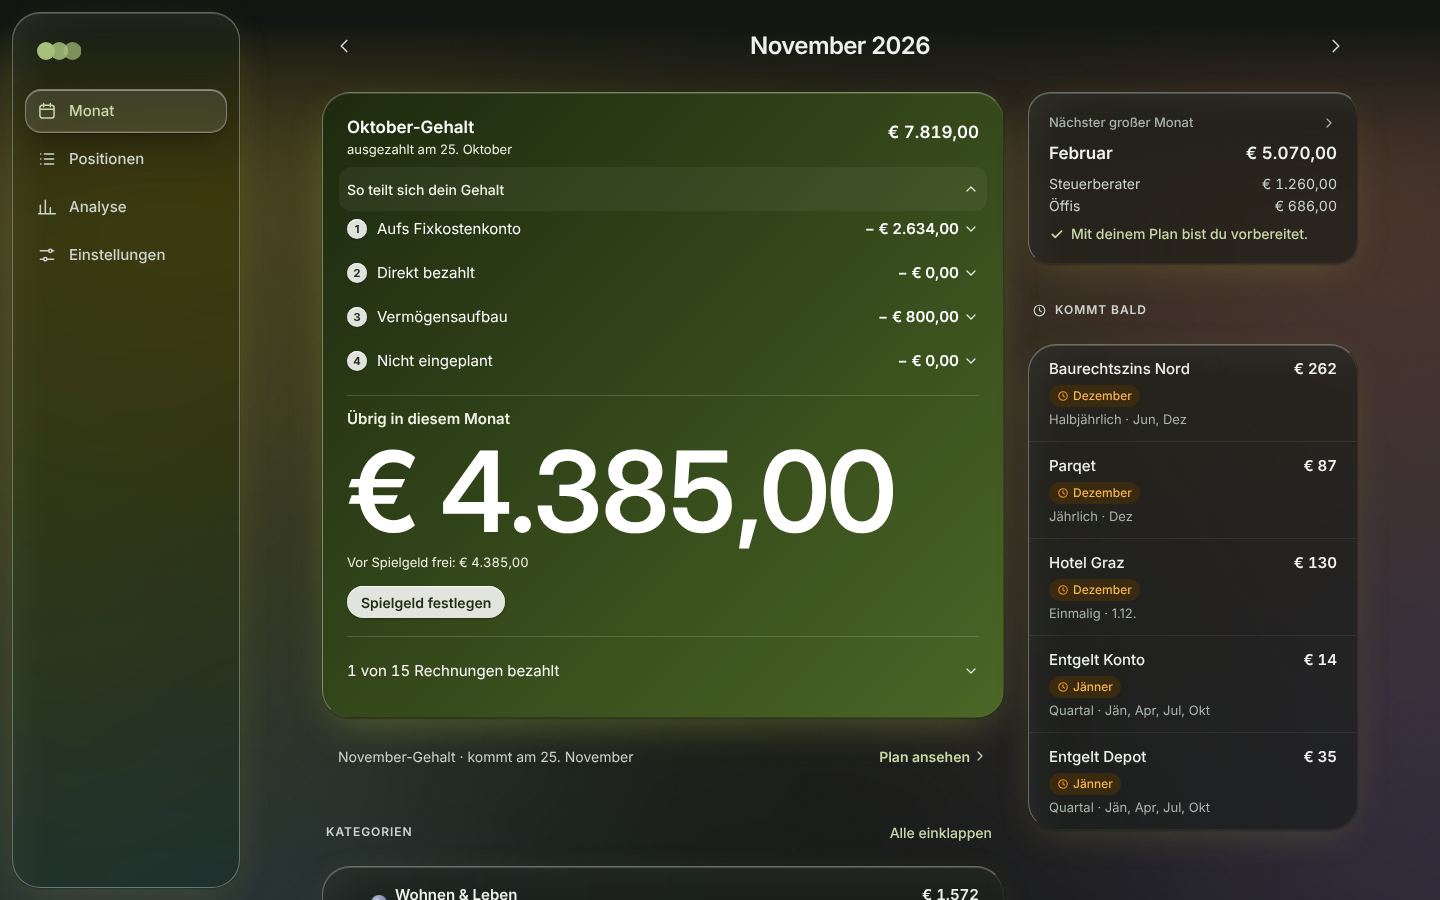 Monat
Positionen
Analyse
Einstellungen
November 2026
Oktober-Gehalt
€ 7.819,00
ausgezahlt am 25. Oktober
So teilt sich dein Gehalt
1 Aufs Fixkostenkonto – € 2.634,00
2 Direkt bezahlt – € 0,00
3 Vermögensaufbau – € 800,00
4 Nicht eingeplant – € 0,00
Übrig in diesem Monat
€ 4.385,00
Vor Spielgeld frei: € 4.385,00
Spielgeld festlegen
1 von 15 Rechnungen bezahlt
November-Gehalt · kommt am 25. November
Plan ansehen
KATEGORIEN
Alle einklappen
Wohnen & Leben € 1.572
Nächster großer Monat
Februar € 5.070,00
Steuerberater € 1.260,00
Öffis € 686,00
Mit deinem Plan bist du vorbereitet.
KOMMT BALD
Baurechtszins Nord € 262
Dezember
Halbjährlich · Jun, Dez
Parqet € 87
Dezember
Jährlich · Dez
Hotel Graz € 130
Dezember
Einmalig · 1.12.
Entgelt Konto € 14
Jänner
Quartal · Jän, Apr, Jul, Okt
Entgelt Depot € 35
Jänner
Quartal · Jän, Apr, Jul, Okt